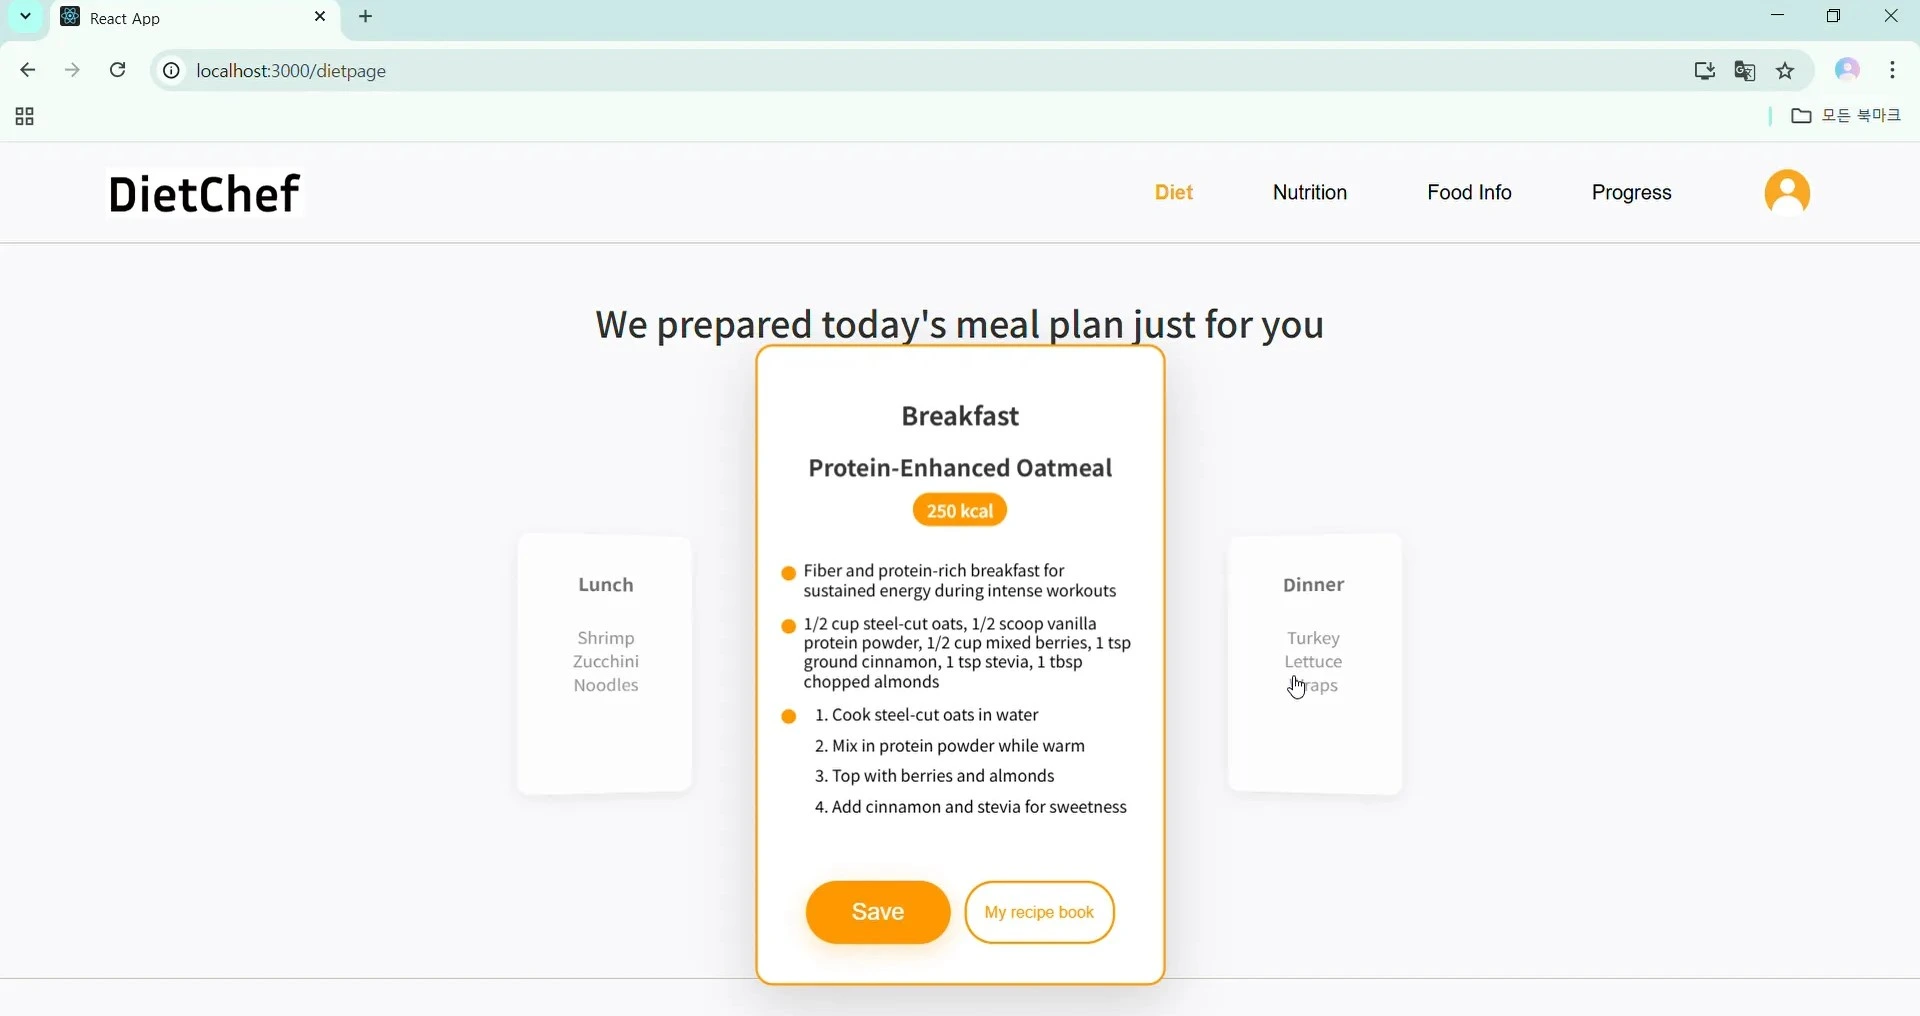 React App
localhost:3000/dietpage
모든 북마크
DietChef
Diet
Nutrition
Food Info
Progress
We prepared today's meal plan just for you
Breakfast
Protein-Enhanced Oatmeal
250 kcal
Fiber and protein-rich breakfast for
sustained energy during intense workouts
1/2 cup steel-cut oats, 1/2 scoop vanilla
protein powder, 1/2 cup mixed berries, 1 tsp
ground cinnamon, 1 tsp stevia, 1 tbsp
chopped almonds
1. Cook steel-cut oats in water
2. Mix in protein powder while warm
3. Top with berries and almonds
4. Add cinnamon and stevia for sweetness
Save
My recipe book
Lunch
Shrimp
Zucchini
Noodles
Dinner
Turkey
Lettuce
Wraps